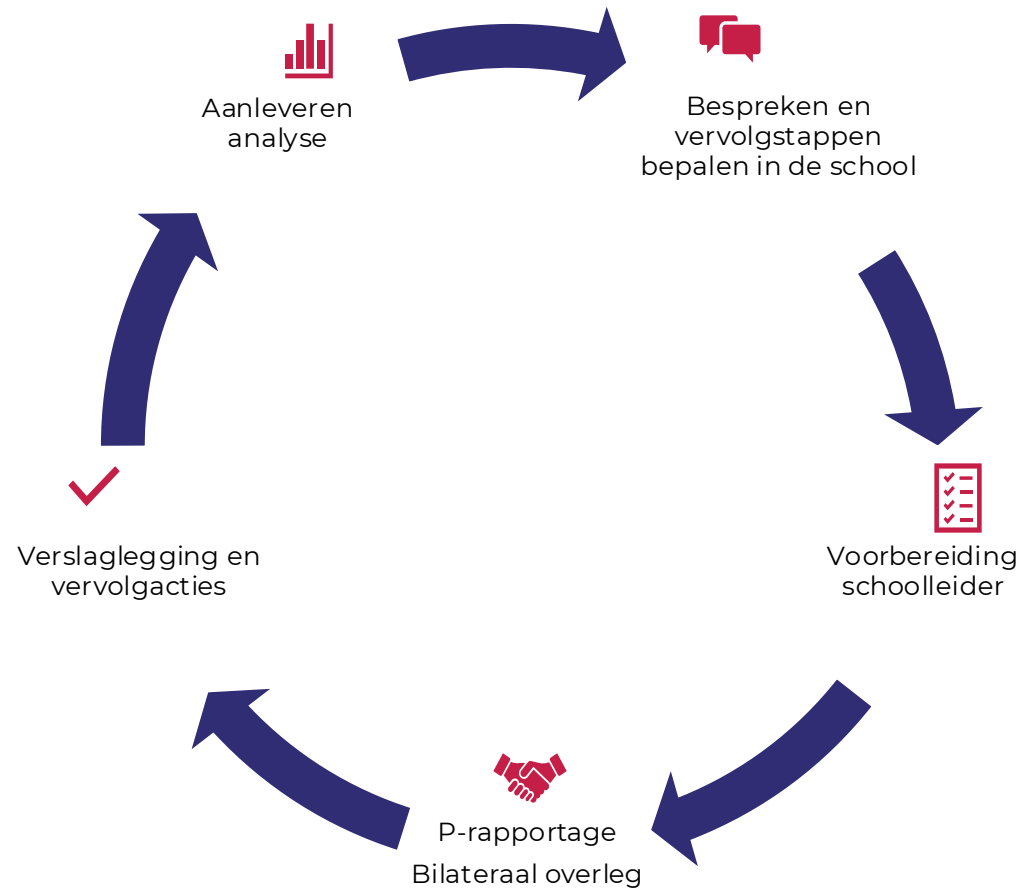 Aanleveren
analyse
Bespreken en
vervolgstappen
bepalen in de school
Voorbereiding
schoolleider
P-rapportage
Bilateraal overleg
Verslaglegging en
vervolgacties